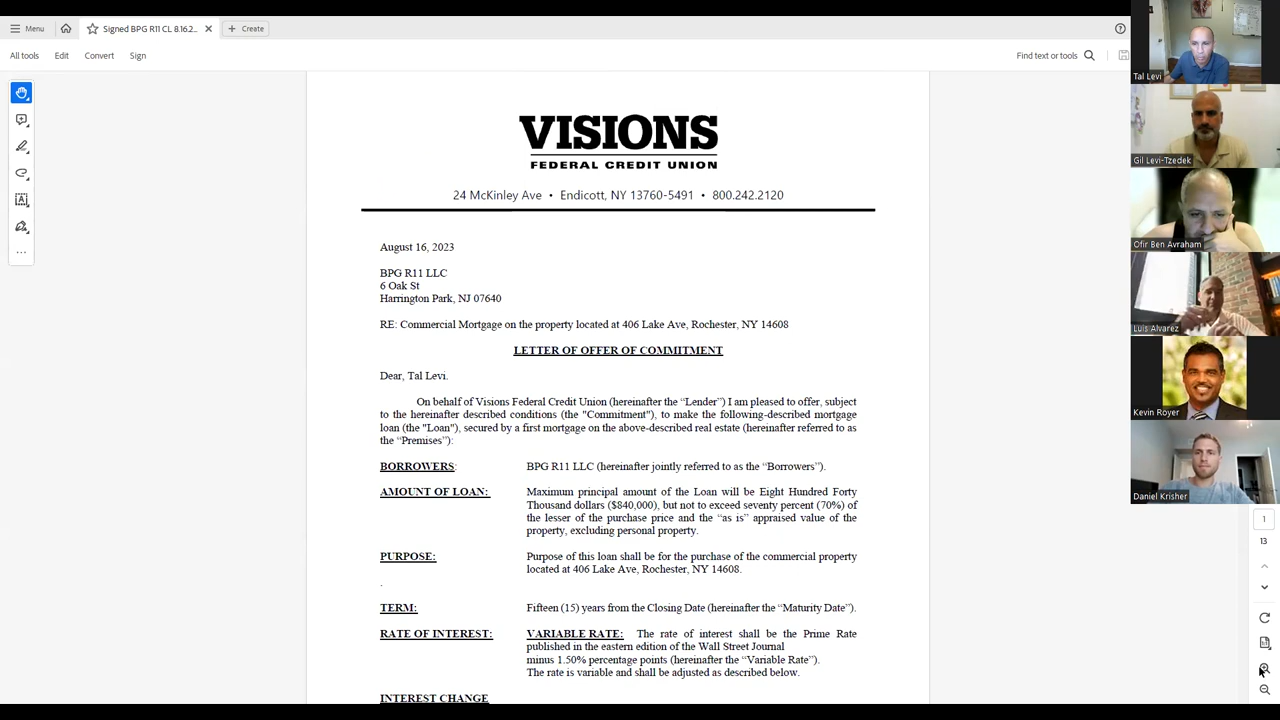 Menu
Signed BPG R11 CL 8.16.2...
Create
All tools
Edit
Convert
Sign
Find text or tools
VISIONS
FEDERAL CREDIT UNION
24 McKinley Ave • Endicott, NY 13760-5491 • 800.242.2120
August 16, 2023
BPG R11 LLC
6 Oak St
Harrington Park, NJ 07640
RE: Commercial Mortgage on the property located at 406 Lake Ave, Rochester, NY 14608
LETTER OF OFFER OF COMMITMENT
Dear, Tal Levi.
On behalf of Visions Federal Credit Union (hereinafter the “Lender”) I am pleased to offer, subject
to the hereinafter described conditions (the "Commitment"), to make the following-described mortgage
loan (the "Loan"), secured by a first mortgage on the above-described real estate (hereinafter referred to as
the “Premises”):
BORROWERS: BPG R11 LLC (hereinafter jointly referred to as the “Borrowers”).
AMOUNT OF LOAN: Maximum principal amount of the Loan will be Eight Hundred Forty
Thousand dollars ($840,000), but not to exceed seventy percent (70%) of
the lesser of the purchase price and the “as is” appraised value of the
property, excluding personal property.
PURPOSE: Purpose of this loan shall be for the purchase of the commercial property
located at 406 Lake Ave, Rochester, NY 14608.
.
TERM: Fifteen (15) years from the Closing Date (hereinafter the “Maturity Date”).
RATE OF INTEREST: VARIABLE RATE: The rate of interest shall be the Prime Rate
published in the eastern edition of the Wall Street Journal
minus 1.50% percentage points (hereinafter the “Variable Rate”).
The rate is variable and shall be adjusted as described below.
INTEREST CHANGE
Tal Levi
Gil Levi-Tzedek
Ofir Ben Avraham
Luis Alvarez
Kevin Royer
Daniel Krisher
1
13